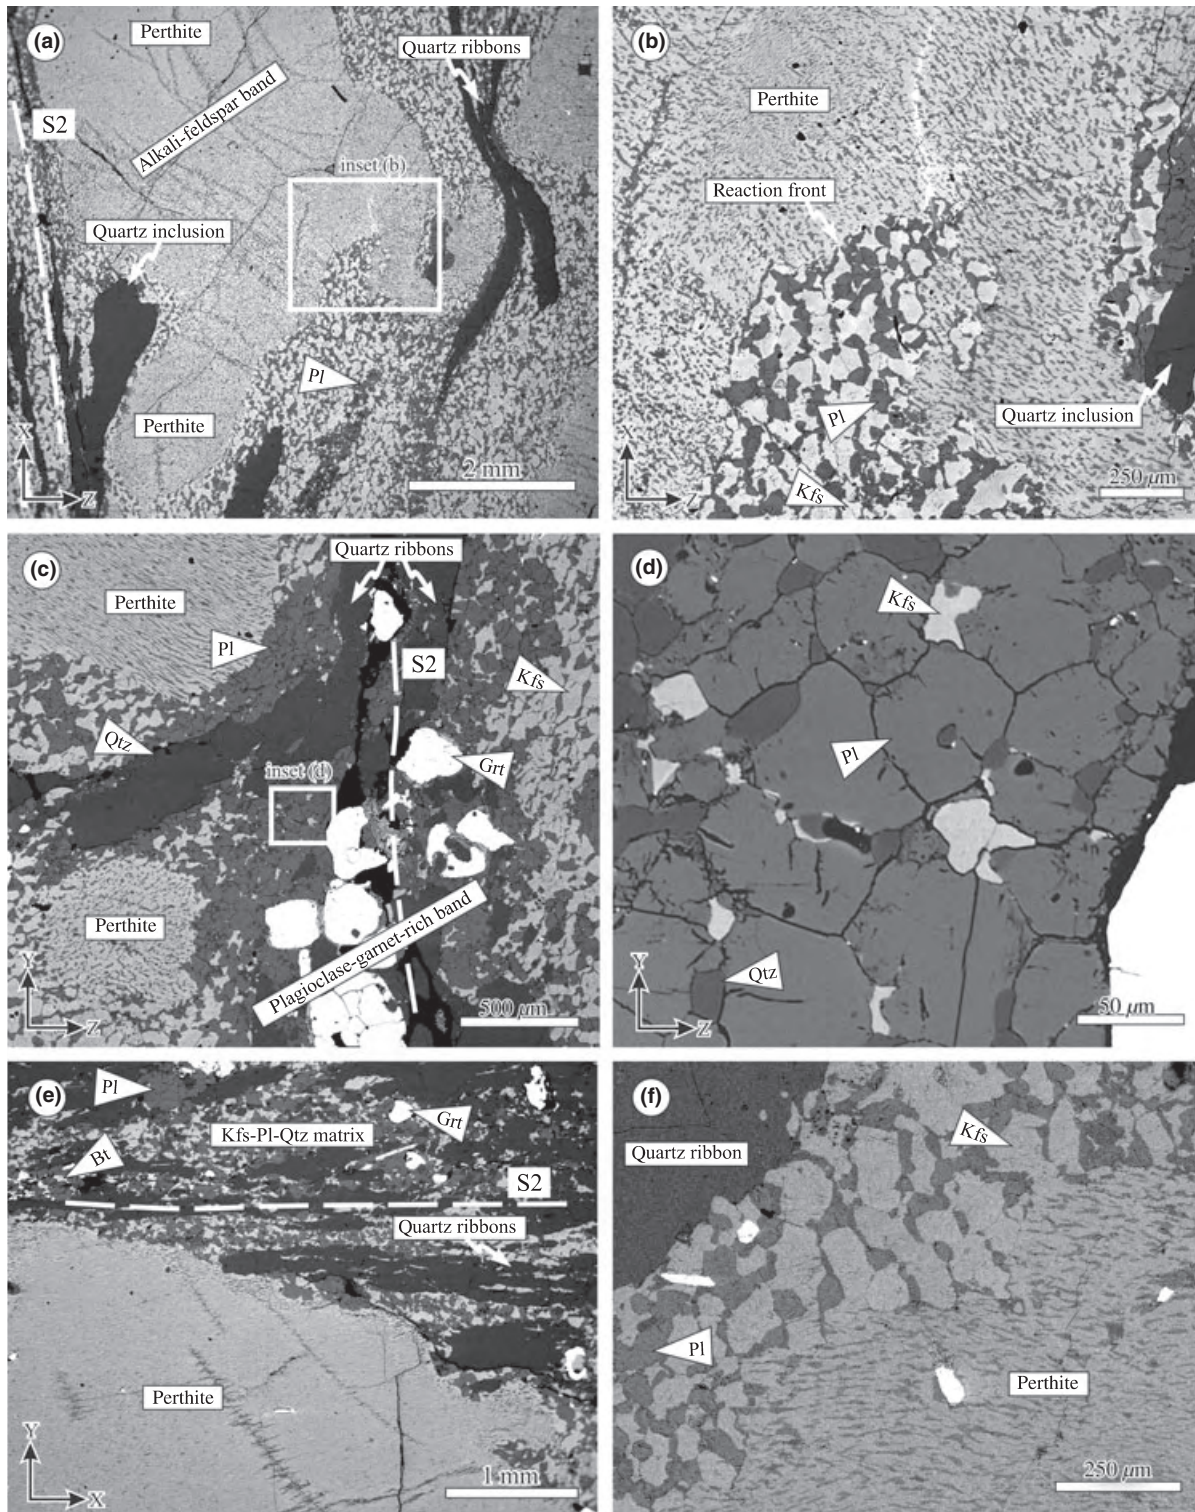 (a)
Perthite
Quartz ribbons
Alkali-feldspar band
S2
inset (b)
Quartz inclusion
Pl
Perthite
X
Z
2 mm
(b)
Perthite
Reaction front
Pl
Quartz inclusion
Kfs
X
Z
250 μm
(c)
Quartz ribbons
Perthite
Pl
S2
Kfs
Qtz
Grt
inset (d)
Perthite
Plagioclase-garnet-rich band
Y
Z
500 μm
(d)
Kfs
Pl
Qtz
Y
Z
50 μm
(e)
Pl
Grt
Kfs-Pl-Qtz matrix
Bt
S2
Quartz ribbons
Perthite
Y
X
1 mm
(f)
Kfs
Quartz ribbon
Pl
Perthite
250 μm